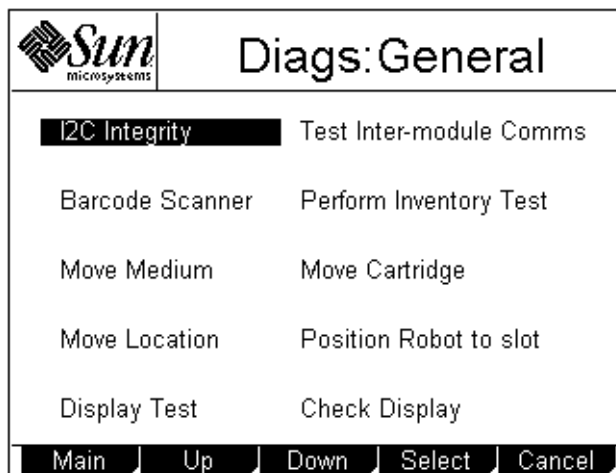 Sun
microsystems
Diags:General
I2C Integrity
Test Inter-module Comms
Barcode Scanner
Perform Inventory Test
Move Medium
Move Cartridge
Move Location
Position Robot to slot
Display Test
Check Display
Main Up Down Select Cancel